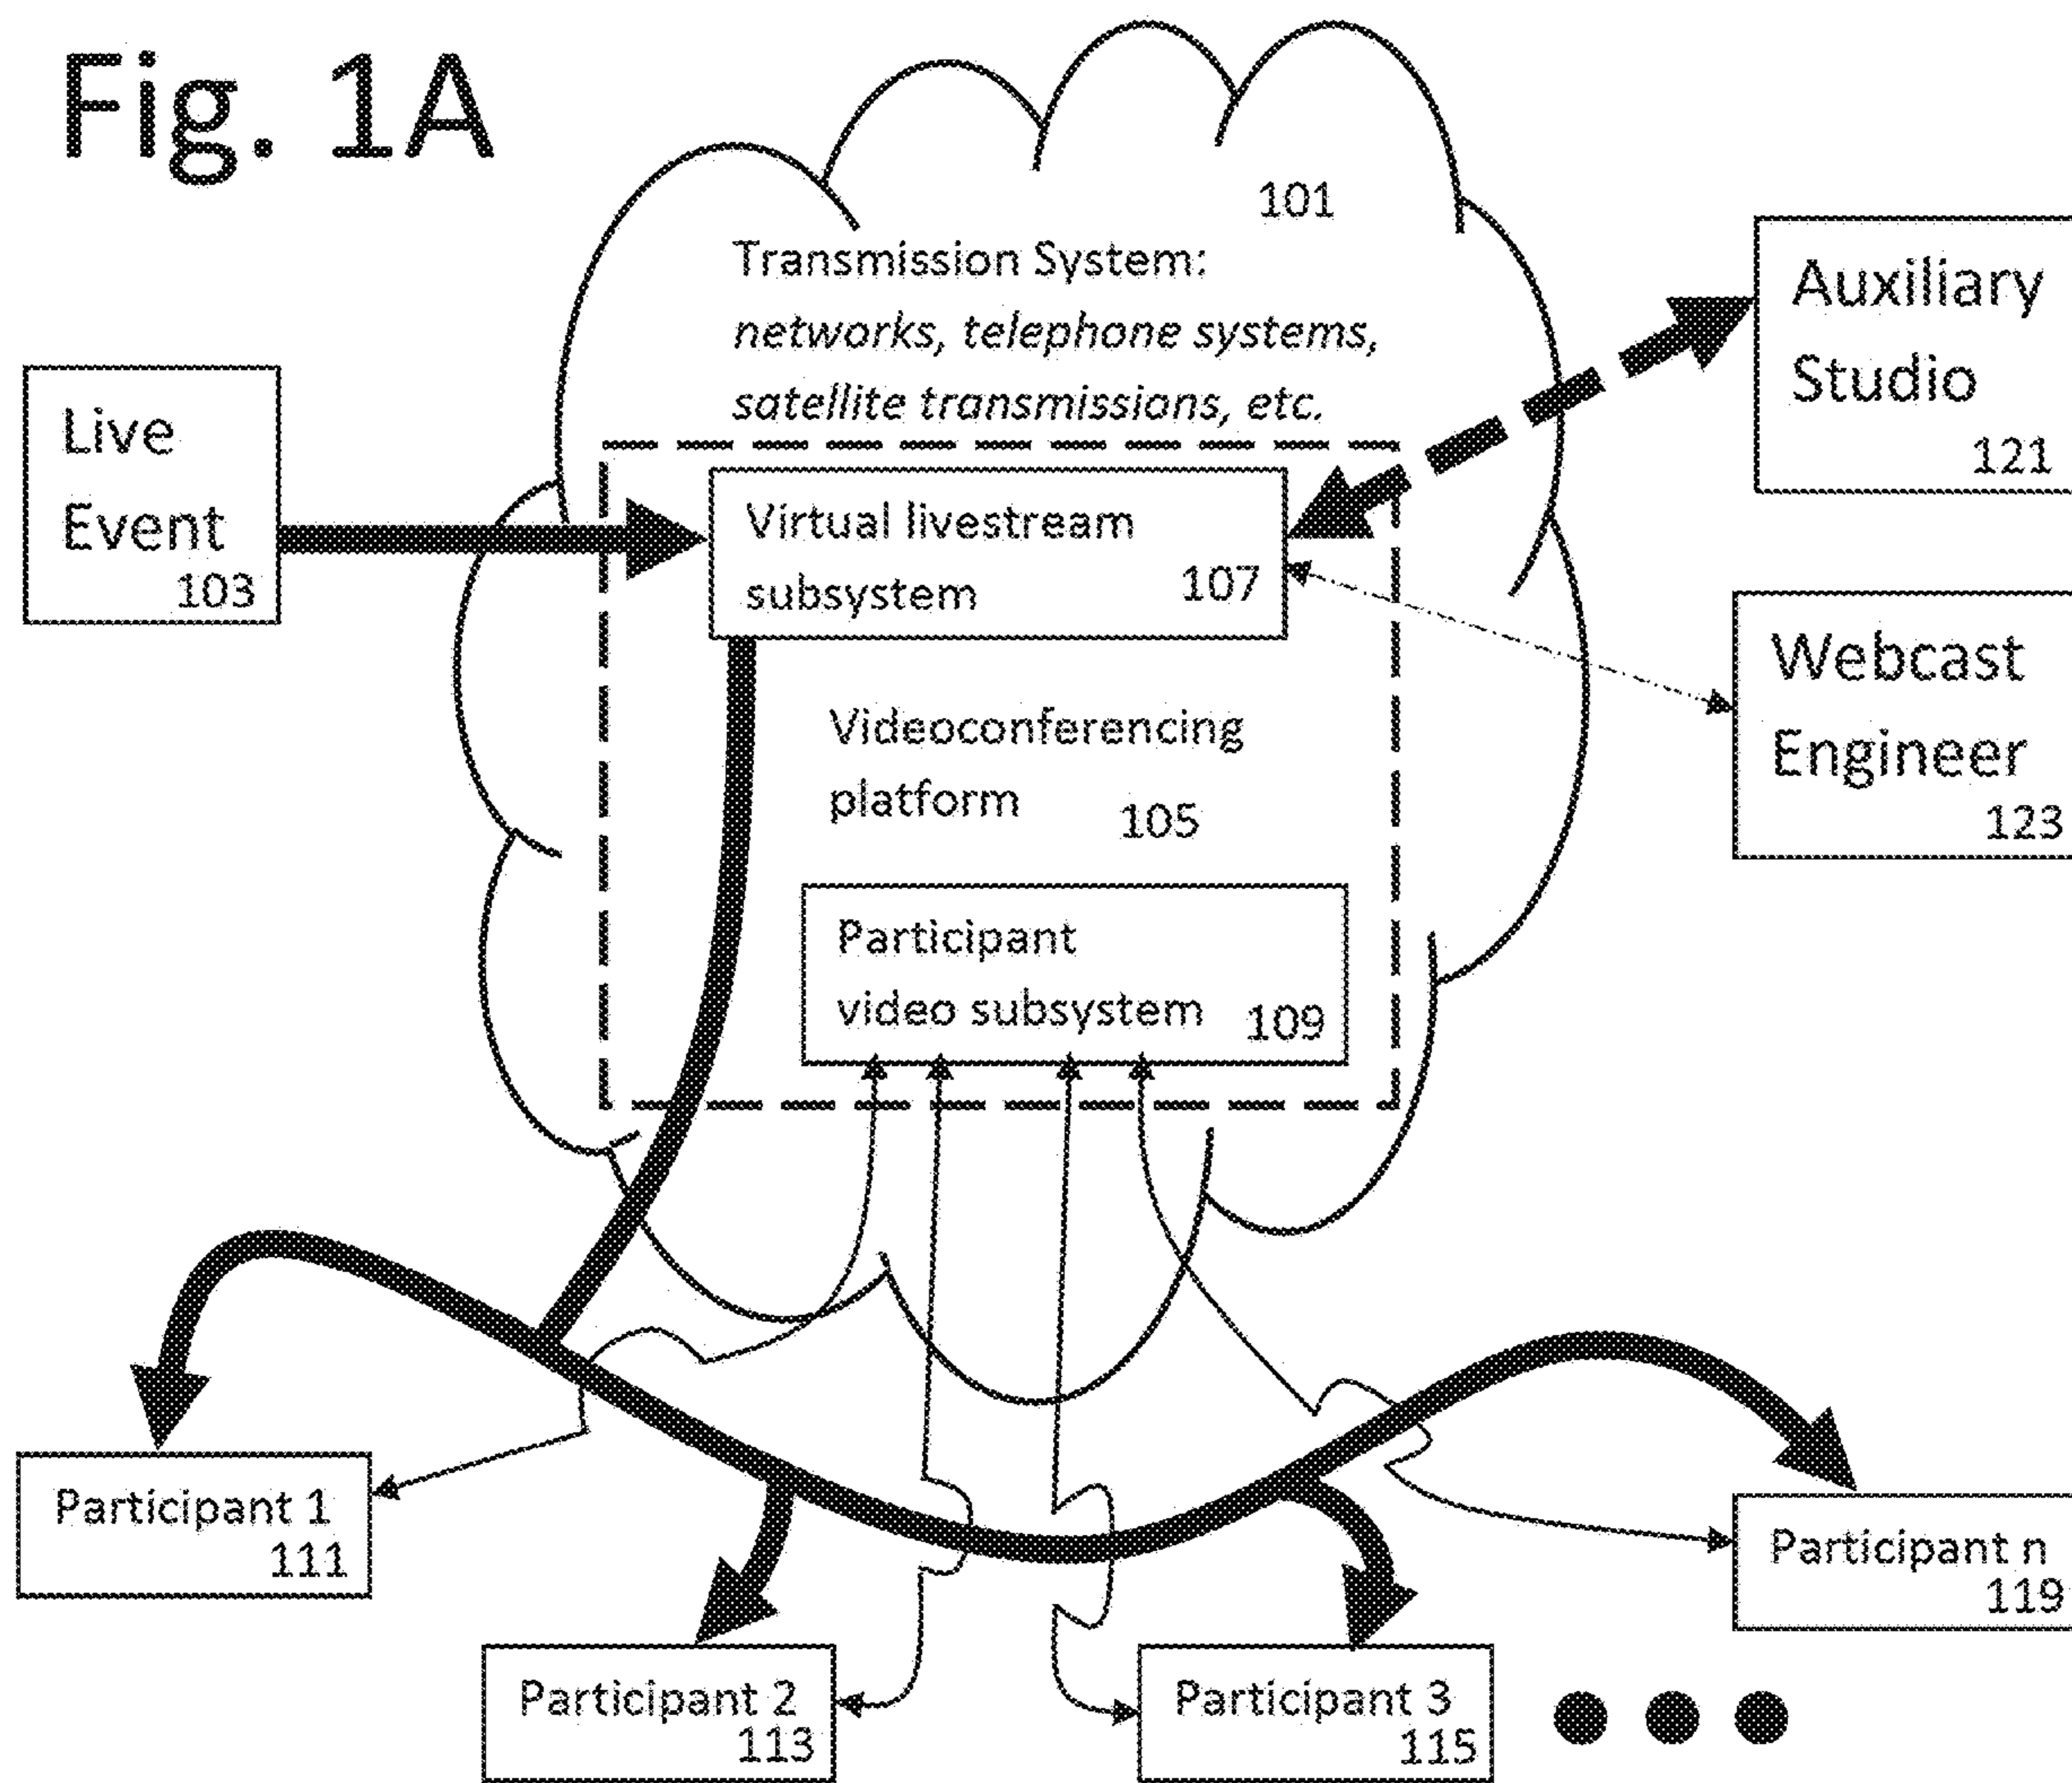 Fig. 1A
101
Transmission System:
networks, telephone systems,
satellite transmissions, etc.
Live
Event
103
Virtual livestream
subsystem
107
Auxiliary
Studio
121
Webcast
Engineer
123
Videoconferencing
platform
105
Participant
video subsystem
109
Participant 1
111
Participant 2
113
Participant 3
115
Participant n
119